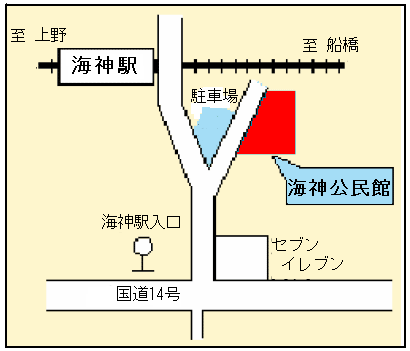 至 上野
至 船橋
海神駅
駐車場
海神公民館
海神駅入口
セブン
イレブン
国道14号